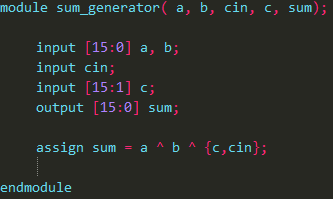 module sum_generator( a, b, cin, c, sum);
input [15:0] a, b;
input cin;
input [15:1] c;
output [15:0] sum;
assign sum = a ^ b ^ {c,cin};
endmodule